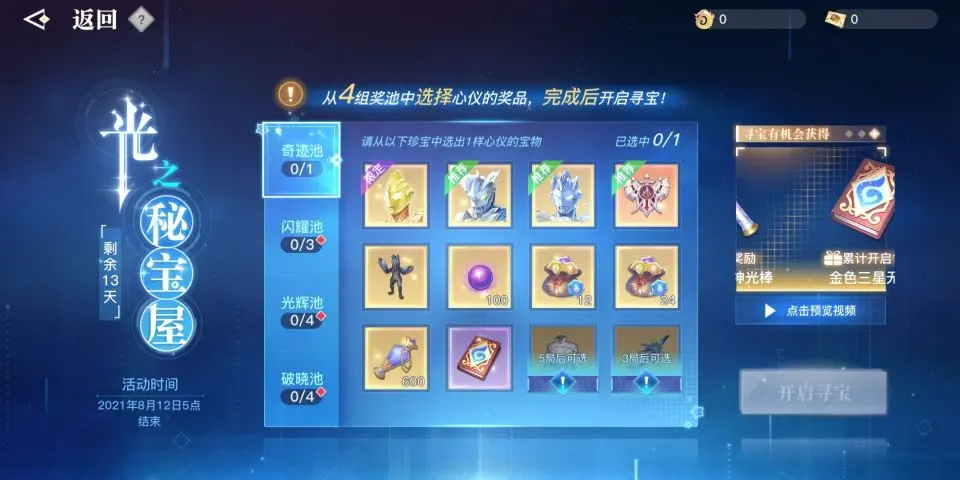 返回
?
0
0
光之秘宝屋
剩余13天
活动时间
2021年8月12日5点
结束
从4组奖池中选择心仪的奖品，完成后开启寻宝！
奇迹池
0/1
闪耀池
0/3
光辉池
0/4
破晓池
0/4
请从以下珍宝中选出1样心仪的宝物
已选中 0/1
限定
推荐
推荐
推荐
100
12
24
600
5局后可选
3局后可选
寻宝有机会获得
奖励
神光棒
累计开启
金色三星无
点击预览视频
开启寻宝